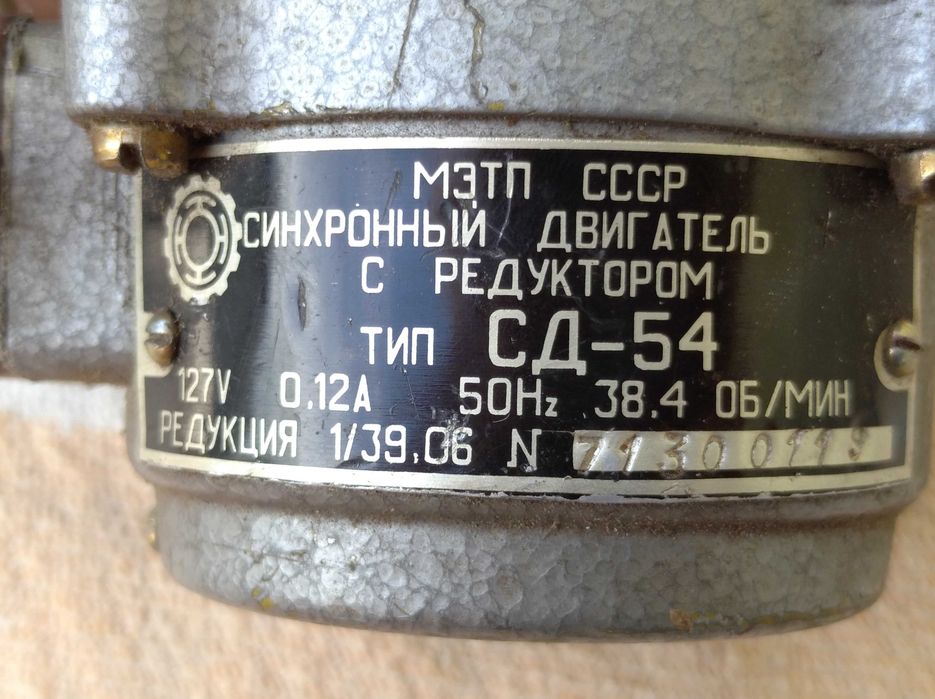 МЭТП СССР
СИНХРОННЫЙ ДВИГАТЕЛЬ
С РЕДУКТОРОМ
ТИП СД-54
127V 0.12A 50Hz 38.4 ОБ/МИН
РЕДУКЦИЯ 1/39.06 N 71300119